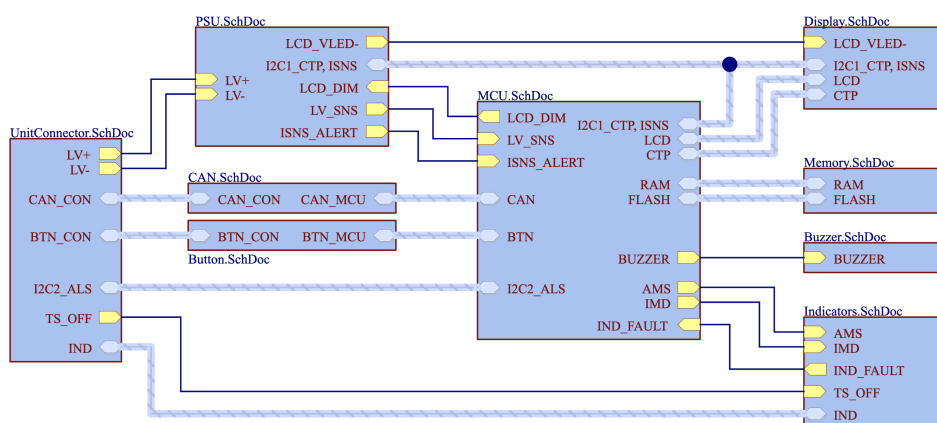 PSU.SchDoc
LCD_VLED-
I2C1_CTP, ISNS
LCD_DIM
LV_SNS
ISNS_ALERT
LV+
LV-
Display.SchDoc
LCD_VLED-
I2C1_CTP, ISNS
LCD
CTP
MCU.SchDoc
LCD_DIM
LV_SNS
ISNS_ALERT
CAN
BTN
I2C2_ALS
I2C1_CTP, ISNS
LCD
CTP
RAM
FLASH
BUZZER
AMS
IMD
IND_FAULT
UnitConnector.SchDoc
LV+
LV-
CAN_CON
BTN_CON
I2C2_ALS
TS_OFF
IND
CAN.SchDoc
CAN_CON CAN_MCU
BTN_CON BTN_MCU
Button.SchDoc
Memory.SchDoc
RAM
FLASH
Buzzer.SchDoc
BUZZER
Indicators.SchDoc
AMS
IMD
IND_FAULT
TS_OFF
IND